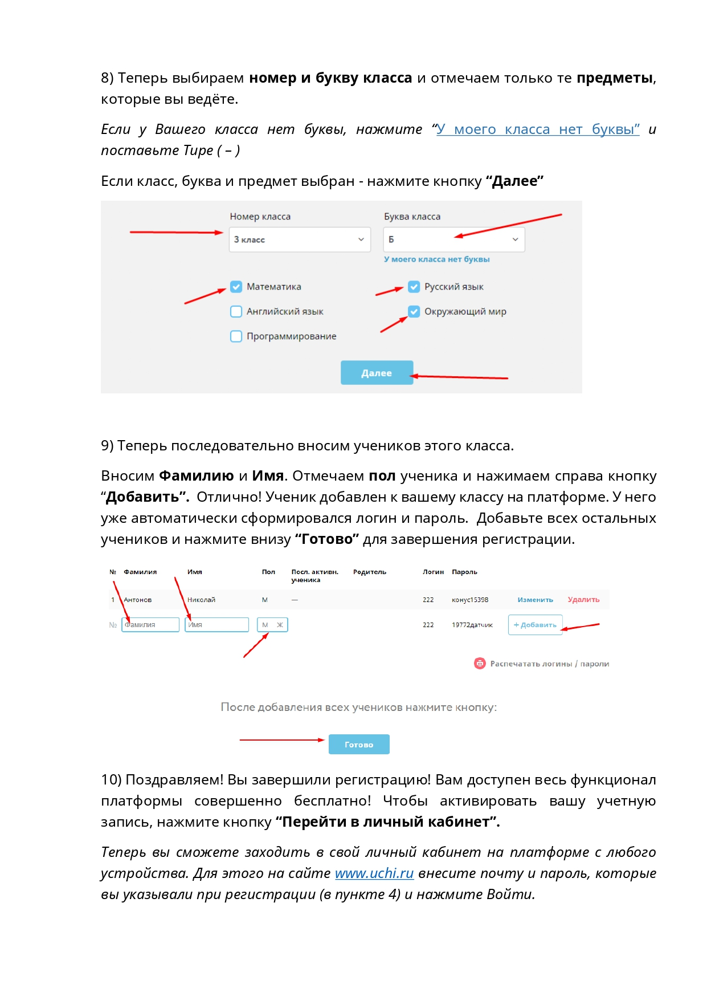 8) Теперь выбираем номер и букву класса и отмечаем только те предметы,
которые вы ведёте.
Если у Вашего класса нет буквы, нажмите “У моего класса нет буквы” и
поставьте Тире ( – )
Если класс, буква и предмет выбран - нажмите кнопку “Далее”
Номер класса Буква класса
3 класс Б
У моего класса нет буквы
Математика Русский язык
Английский язык Окружающий мир
Программирование
Далее
9) Теперь последовательно вносим учеников этого класса.
Вносим Фамилию и Имя. Отмечаем пол ученика и нажимаем справа кнопку
“Добавить”. Отлично! Ученик добавлен к вашему классу на платформе. У него
уже автоматически сформировался логин и пароль. Добавьте всех остальных
учеников и нажмите внизу “Готово” для завершения регистрации.
№ Фамилия Имя Пол Посл. активн. Родитель Логин Пароль
ученика
1 Антонов Николай М — 222 конус15398 Изменить Удалить
№ Фамилия Имя М Ж 222 19772датчик + Добавить
Распечатать логины / пароли
После добавления всех учеников нажмите кнопку:
Готово
10) Поздравляем! Вы завершили регистрацию! Вам доступен весь функционал
платформы совершенно бесплатно! Чтобы активировать вашу учетную
запись, нажмите кнопку “Перейти в личный кабинет”.
Теперь вы сможете заходить в свой личный кабинет на платформе с любого
устройства. Для этого на сайте www.uchi.ru внесите почту и пароль, которые
вы указывали при регистрации (в пункте 4) и нажмите Войти.